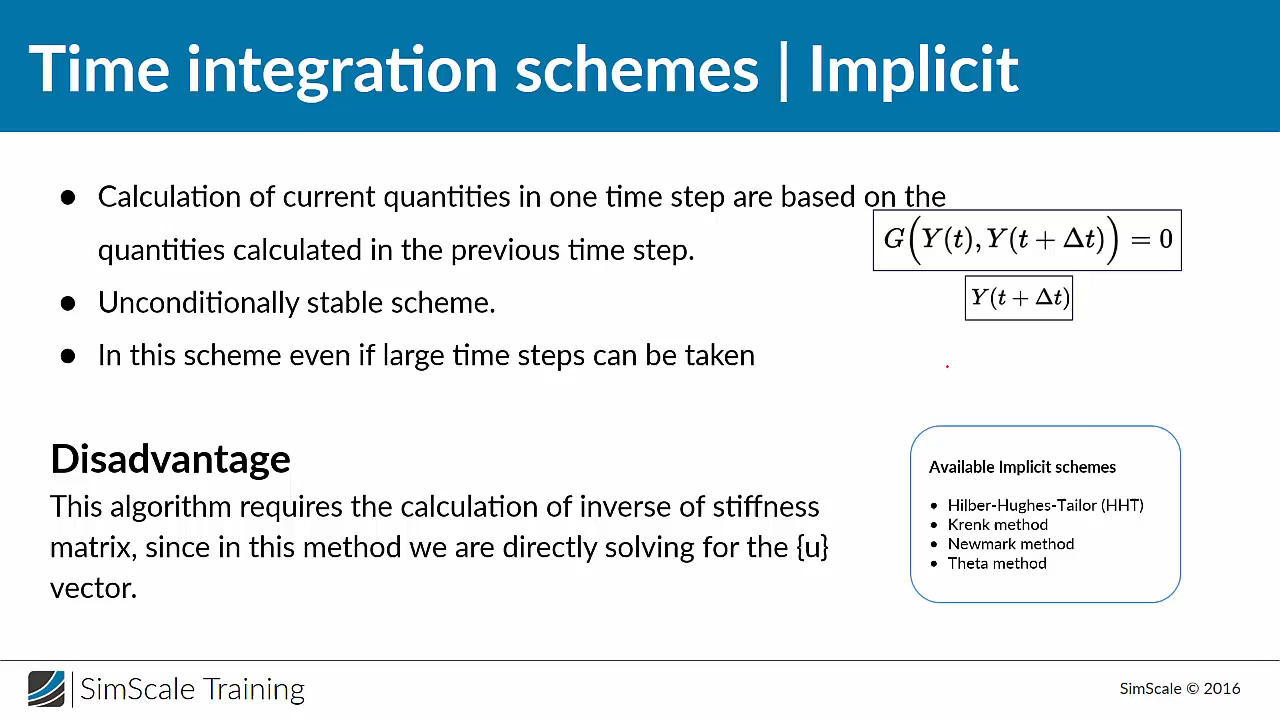 Time integration schemes | Implicit
● Calculation of current quantities in one time step are based on the
quantities calculated in the previous time step.
G(Y(t), Y(t + Δt)) = 0
Y(t + Δt)
● Unconditionally stable scheme.
● In this scheme even if large time steps can be taken
Disadvantage
This algorithm requires the calculation of inverse of stiffness
matrix, since in this method we are directly solving for the {u}
vector.
Available Implicit schemes
● Hilber-Hughes-Tailor (HHT)
● Krenk method
● Newmark method
● Theta method
SimScale Training
SimScale © 2016